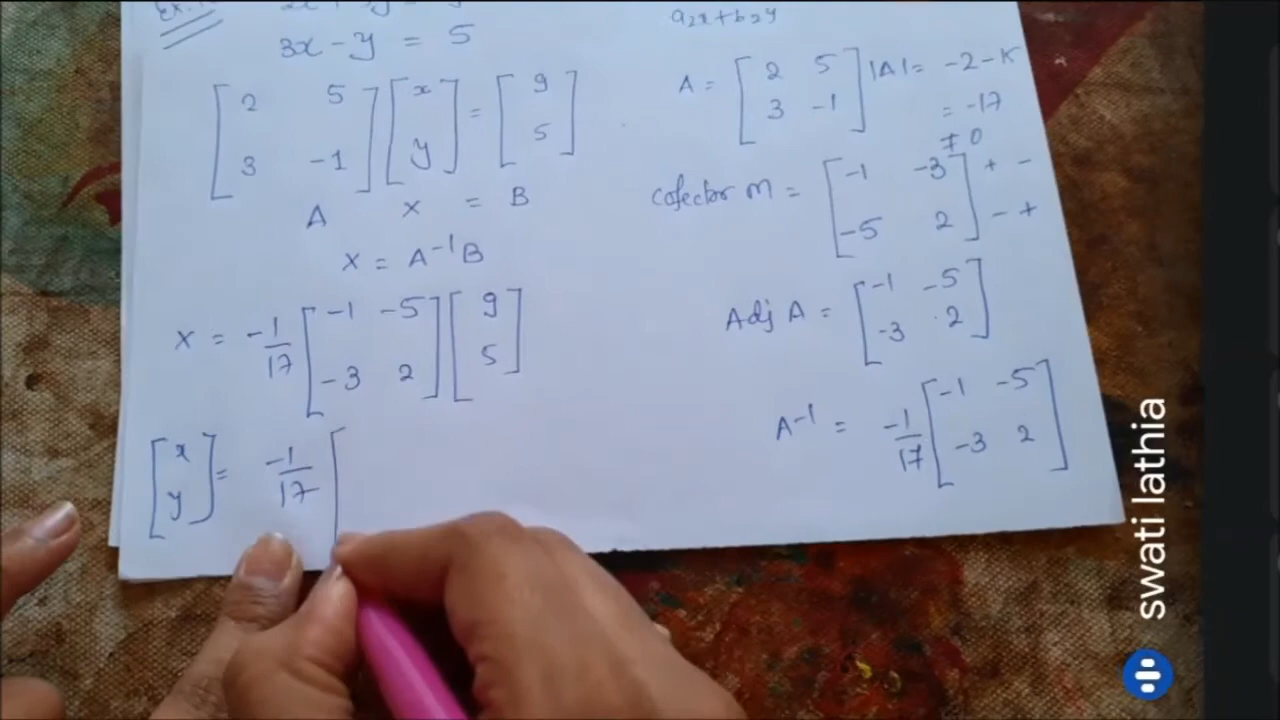 3x - y = 5
a₂x + b₂y
[2 5; 3 -1] [x; y] = [9; 5]
A x = B
x = A⁻¹B
x = -1/17 [-1 -5; -3 2] [9; 5]
[x; y] = -1/17 [
A = [2 5; 3 -1] |A| = -2-15
= -17
≠ 0
Cofector m = [-1 -3; -5 2] + - - +
Adj A = [-1 -5; -3 2]
A⁻¹ = -1/17 [-1 -5; -3 2]
swati lathia